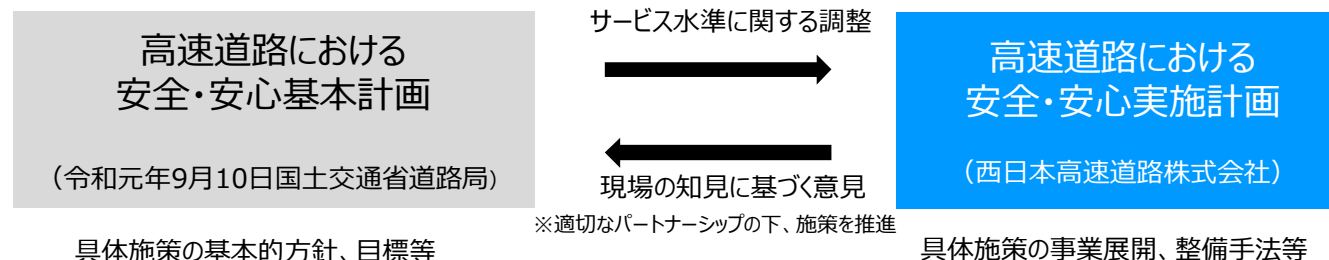 高速道路における
安全・安心基本計画
（令和元年9月10日国土交通省道路局)
具体施策の基本的方針、目標等
サービス水準に関する調整
現場の知見に基づく意見
※適切なパートナーシップの下、施策を推進
高速道路における
安全・安心実施計画
（西日本高速道路株式会社）
具体施策の事業展開、整備手法等